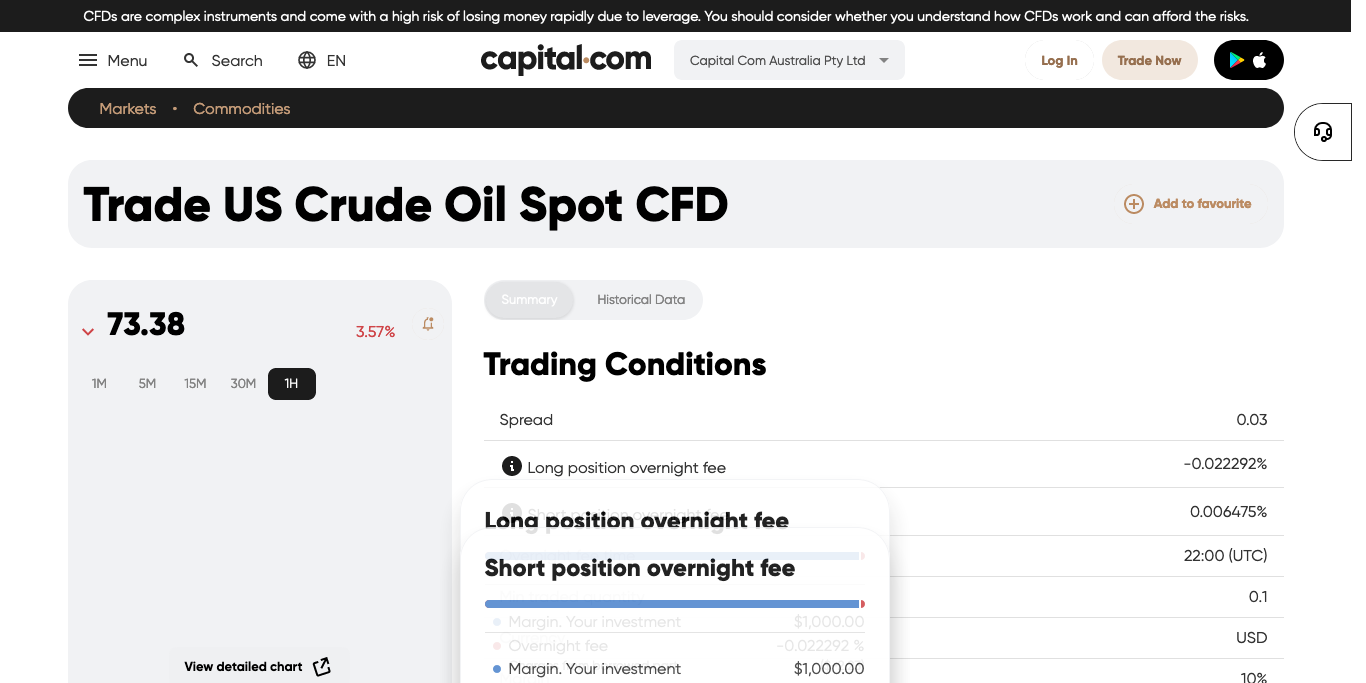 CFDs are complex instruments and come with a high risk of losing money rapidly due to leverage. You should consider whether you understand how CFDs work and can afford the risks.
Menu Search EN capital.com Capital Com Australia Pty Ltd Log In Trade Now
Markets • Commodities
Trade US Crude Oil Spot CFD Add to favourite
73.38 3.57%
1M 5M 15M 30M 1H
View detailed chart
Summary Historical Data
Trading Conditions
Spread 0.03
Long position overnight fee -0.022292%
Short position overnight fee 0.006475%
22:00 (UTC)
0.1
USD
10%
Long position overnight fee
Short position overnight fee
Margin. Your investment $1,000.00
Overnight fee -0.022292 %
Margin. Your investment $1,000.00